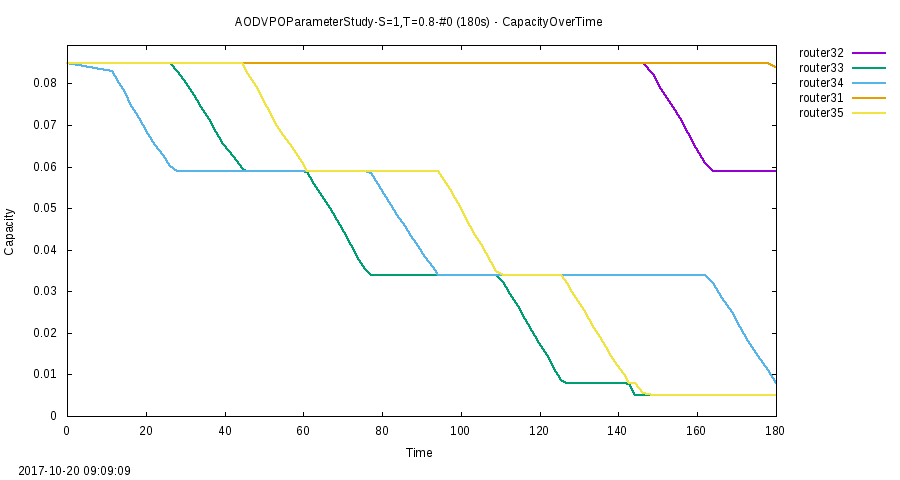 AODVPOParameterStudy-S=1,T=0.8-#0 (180s) - CapacityOverTime
router32
router33
router34
router31
router35
0.08
0.07
0.06
0.05
0.04
0.03
0.02
0.01
0
Capacity
0 20 40 60 80 100 120 140 160 180
Time
2017-10-20 09:09:09